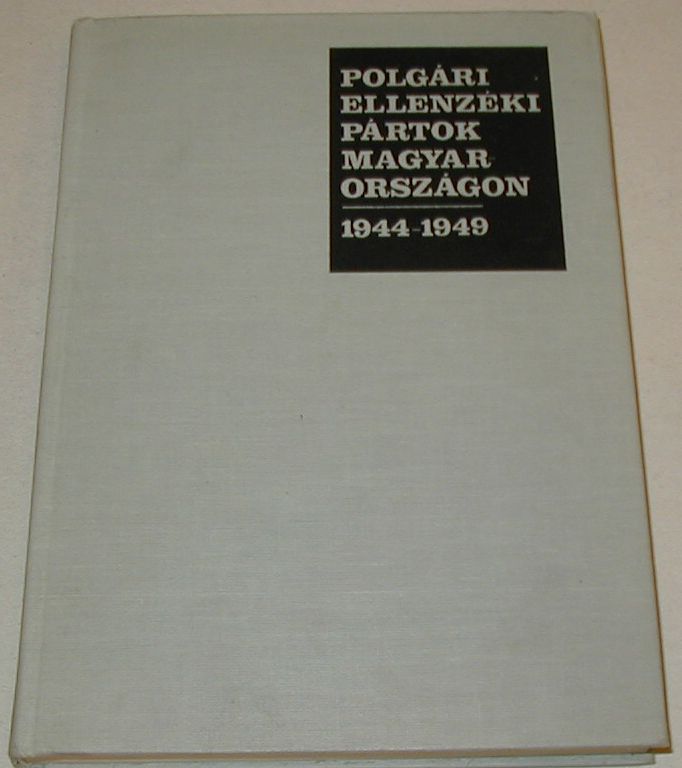 POLGÁRI
ELLENZÉKI
PÁRTOK
MAGYAR
ORSZÁGON
1944-1949